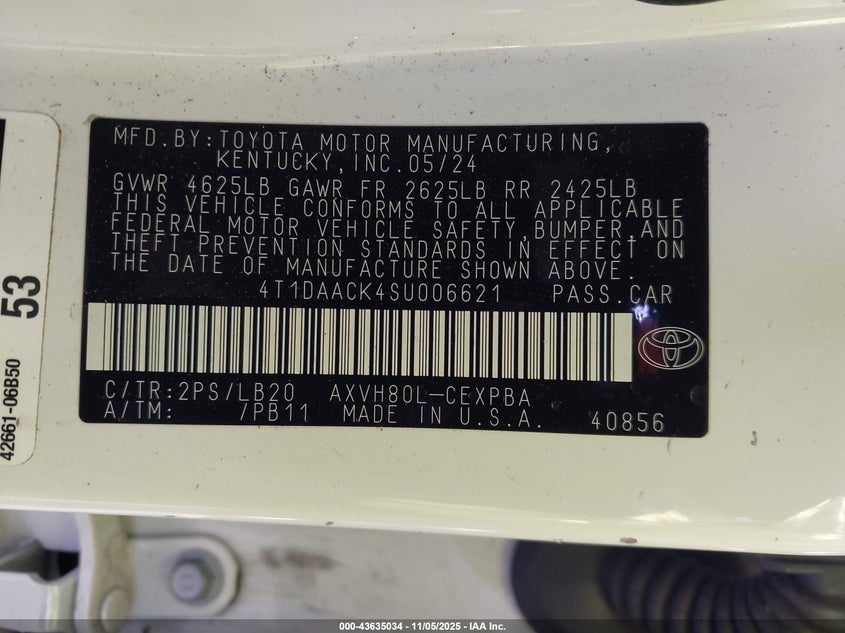 MFD.BY:TOYOTA MOTOR MANUFACTURING,
KENTUCKY,INC.05/24
GVWR 4625LB GAWR FR 2625LB RR 2425LB
THIS VEHICLE CONFORMS TO ALL APPLICABLE
FEDERAL MOTOR VEHICLE SAFETY,BUMPER,AND
THEFT PREVENTION STANDARDS IN EFFECT ON
THE DATE OF MANUFACTURE SHOWN ABOVE.
4T1DAACK4SU006621 PASS.CAR
C/TR:2PS/LB20 AXVH80L-CEXPBA
A/TM: /PB11 MADE IN U.S.A. 40856
53
42661-06B50
000-43635034 - 11/05/2025 - IAA Inc.